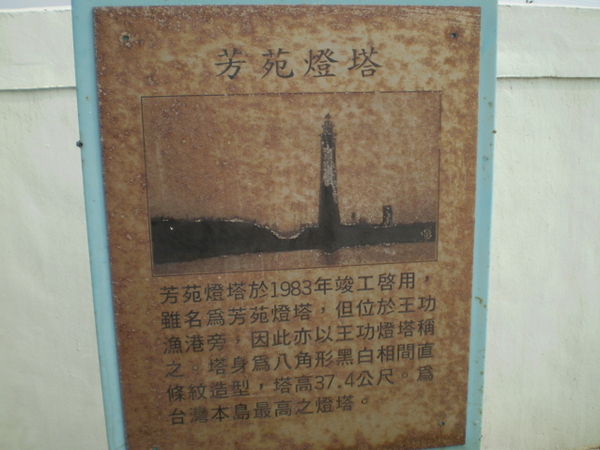 芳苑燈塔
芳苑燈塔於1983年竣工啓用，
雖名為芳苑燈塔，但位於王功
漁港旁，因此亦以王功燈塔稱
之。塔身為八角形黑白相間直
條紋造型，塔高37.4公尺。為
台灣本島最高之燈塔。